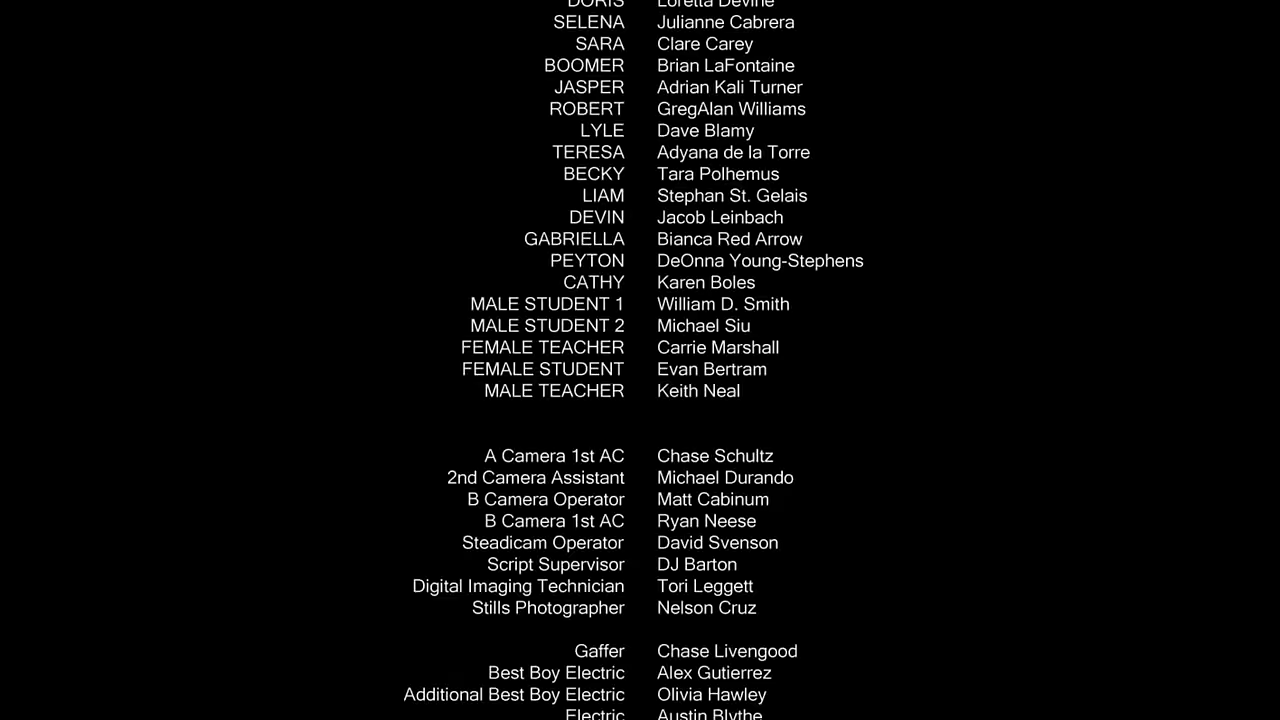 DORIS Loretta Devine
SELENA Julianne Cabrera
SARA Clare Carey
BOOMER Brian LaFontaine
JASPER Adrian Kali Turner
ROBERT GregAlan Williams
LYLE Dave Blamy
TERESA Adyana de la Torre
BECKY Tara Polhemus
LIAM Stephan St. Gelais
DEVIN Jacob Leinbach
GABRIELLA Bianca Red Arrow
PEYTON DeOnna Young-Stephens
CATHY Karen Boles
MALE STUDENT 1 William D. Smith
MALE STUDENT 2 Michael Siu
FEMALE TEACHER Carrie Marshall
FEMALE STUDENT Evan Bertram
MALE TEACHER Keith Neal
A Camera 1st AC Chase Schultz
2nd Camera Assistant Michael Durando
B Camera Operator Matt Cabinum
B Camera 1st AC Ryan Neese
Steadicam Operator David Svenson
Script Supervisor DJ Barton
Digital Imaging Technician Tori Leggett
Stills Photographer Nelson Cruz
Gaffer Chase Livengood
Best Boy Electric Alex Gutierrez
Additional Best Boy Electric Olivia Hawley
Electric Austin Blythe